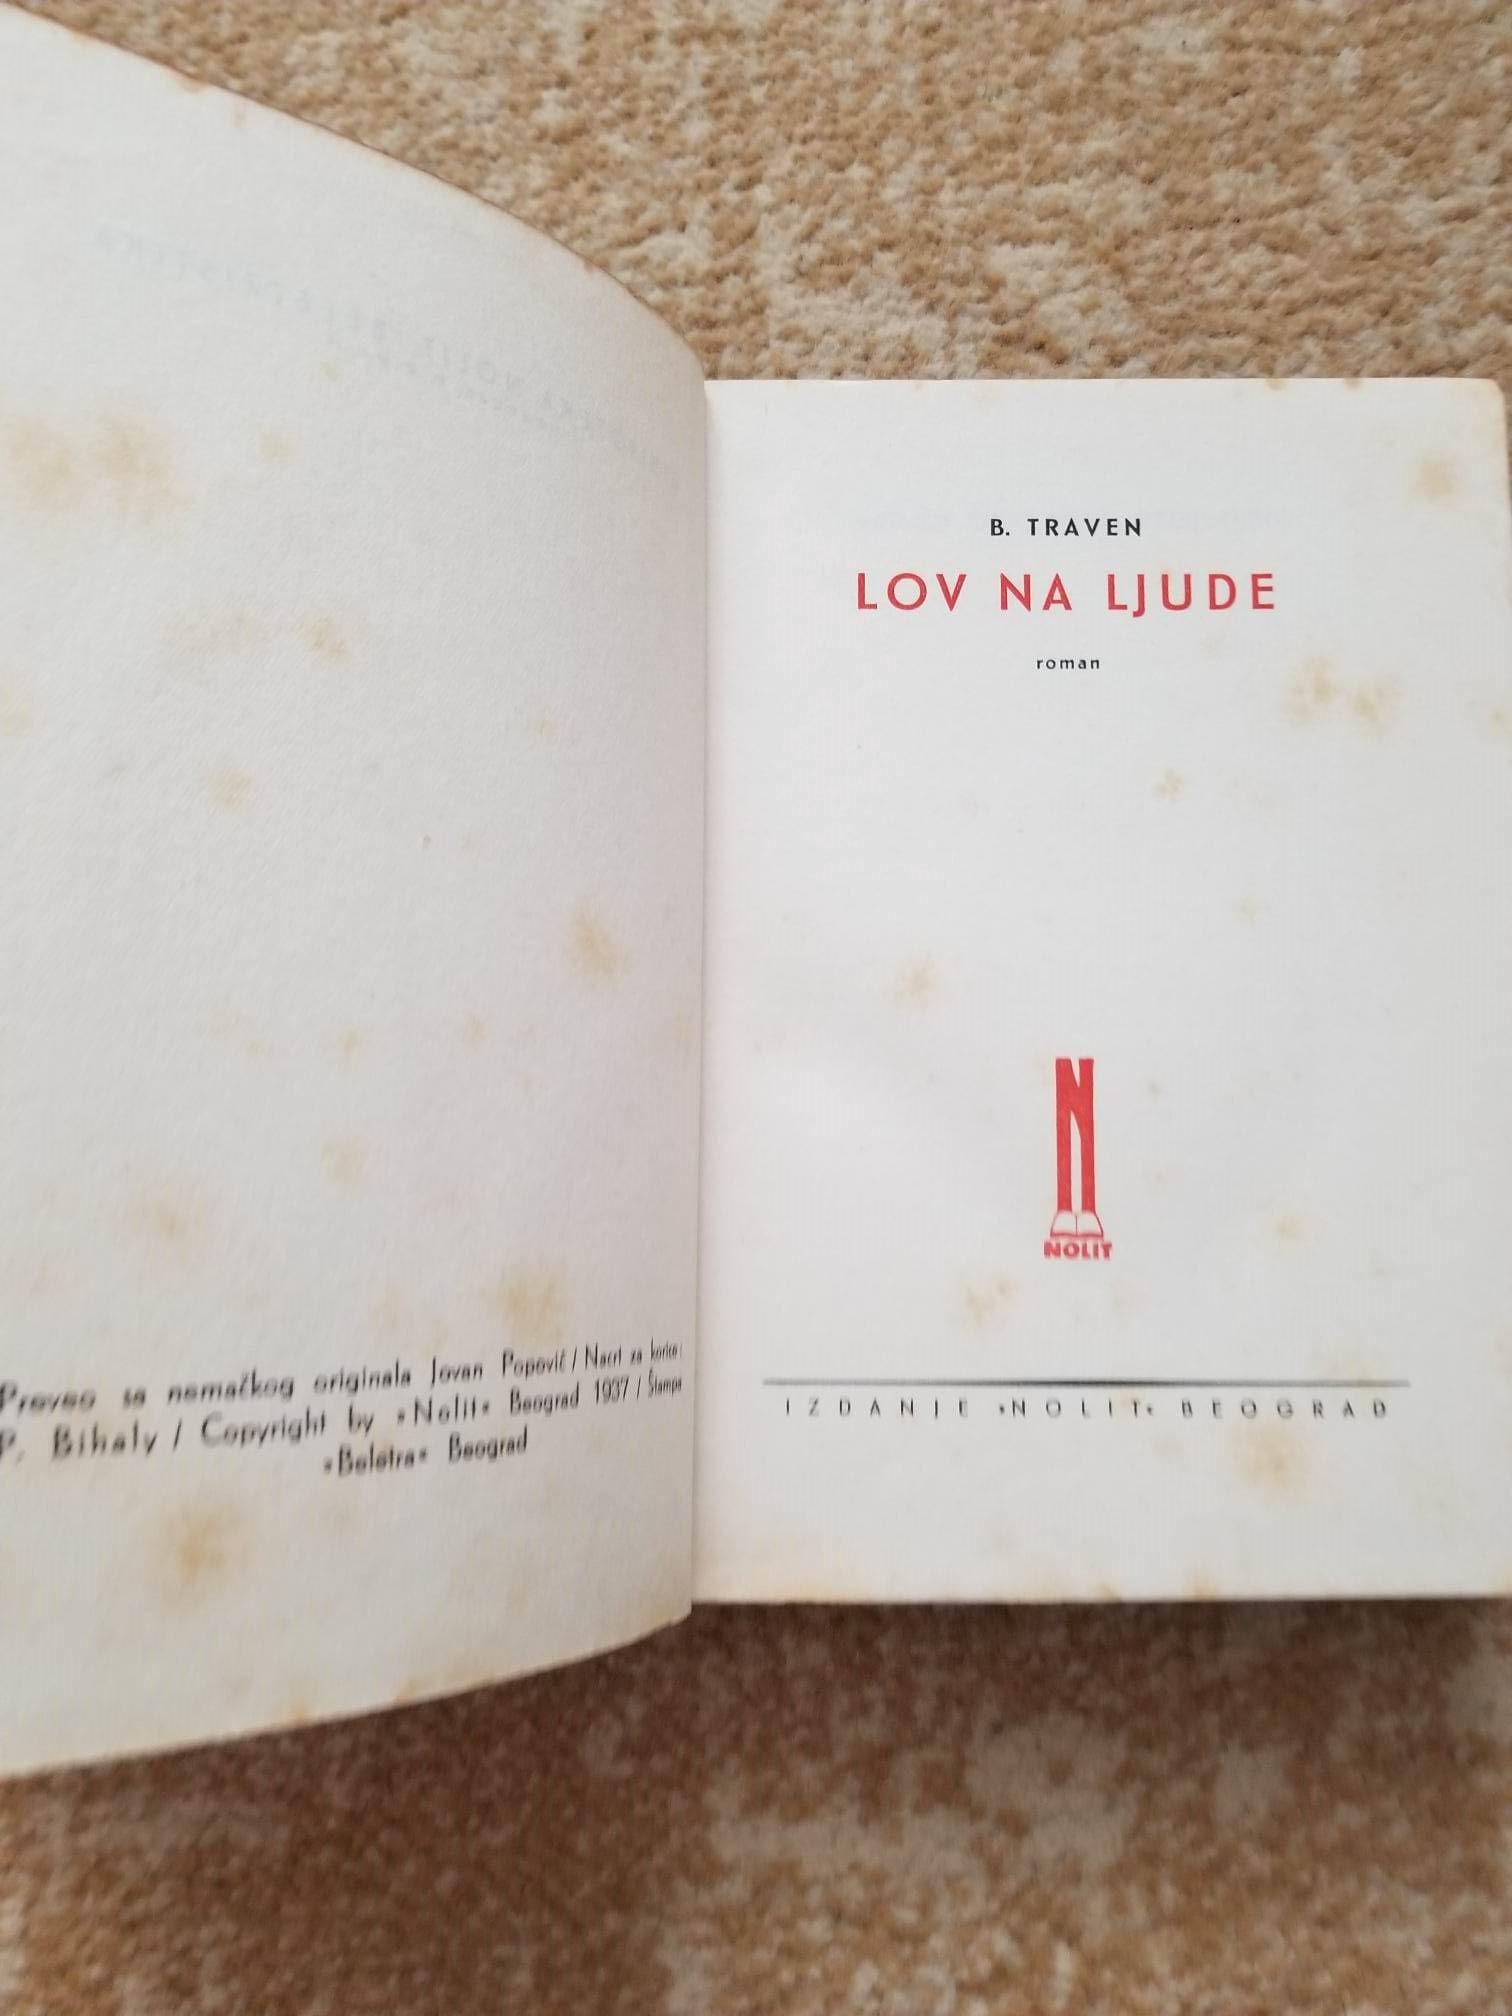 Preveo sa nemačkog originala Jovan Popović / Nacrt za korice:
P. Bihaly / Copyright by »Nolit« Beograd 1937 / Štampa
»Beletra« Beograd
B. TRAVEN
LOV NA LJUDE
roman
N
NOLIT
IZDANJE »NOLIT« BEOGRAD